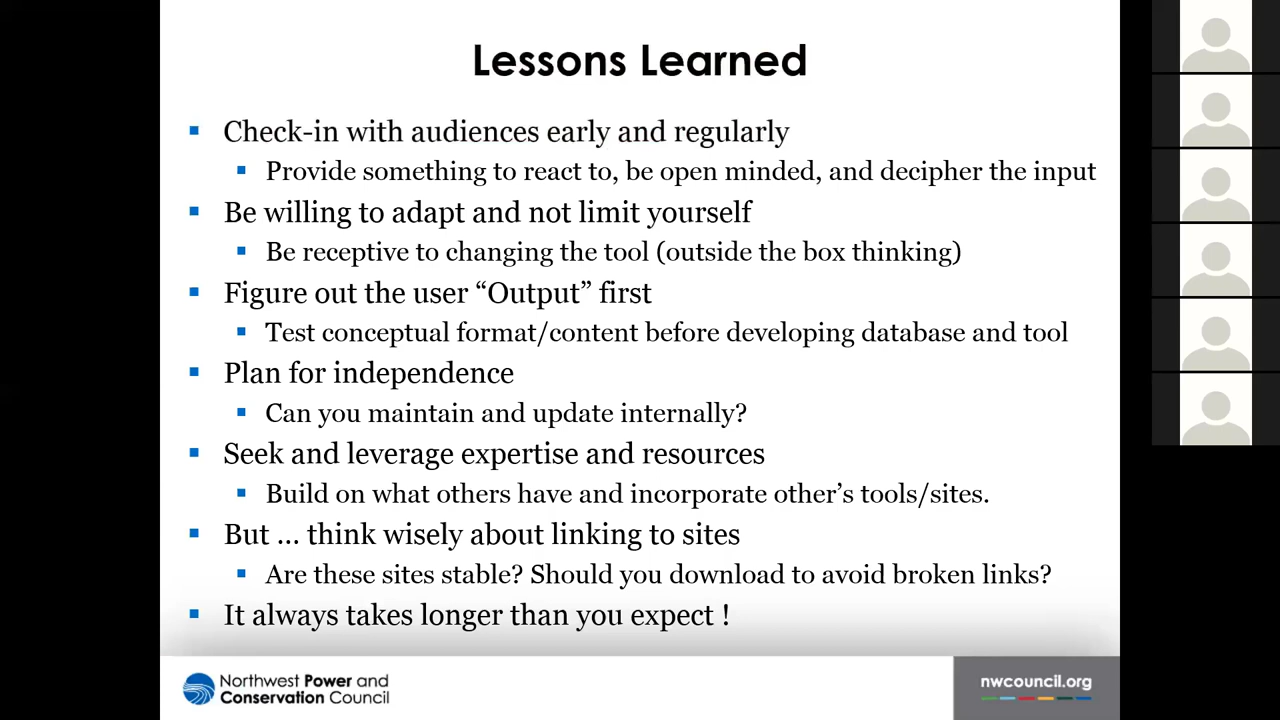 Lessons Learned
Check-in with audiences early and regularly
Provide something to react to, be open minded, and decipher the input
Be willing to adapt and not limit yourself
Be receptive to changing the tool (outside the box thinking)
Figure out the user “Output” first
Test conceptual format/content before developing database and tool
Plan for independence
Can you maintain and update internally?
Seek and leverage expertise and resources
Build on what others have and incorporate other’s tools/sites.
But ... think wisely about linking to sites
Are these sites stable? Should you download to avoid broken links?
It always takes longer than you expect !
Northwest Power and
Conservation Council
nwcouncil.org